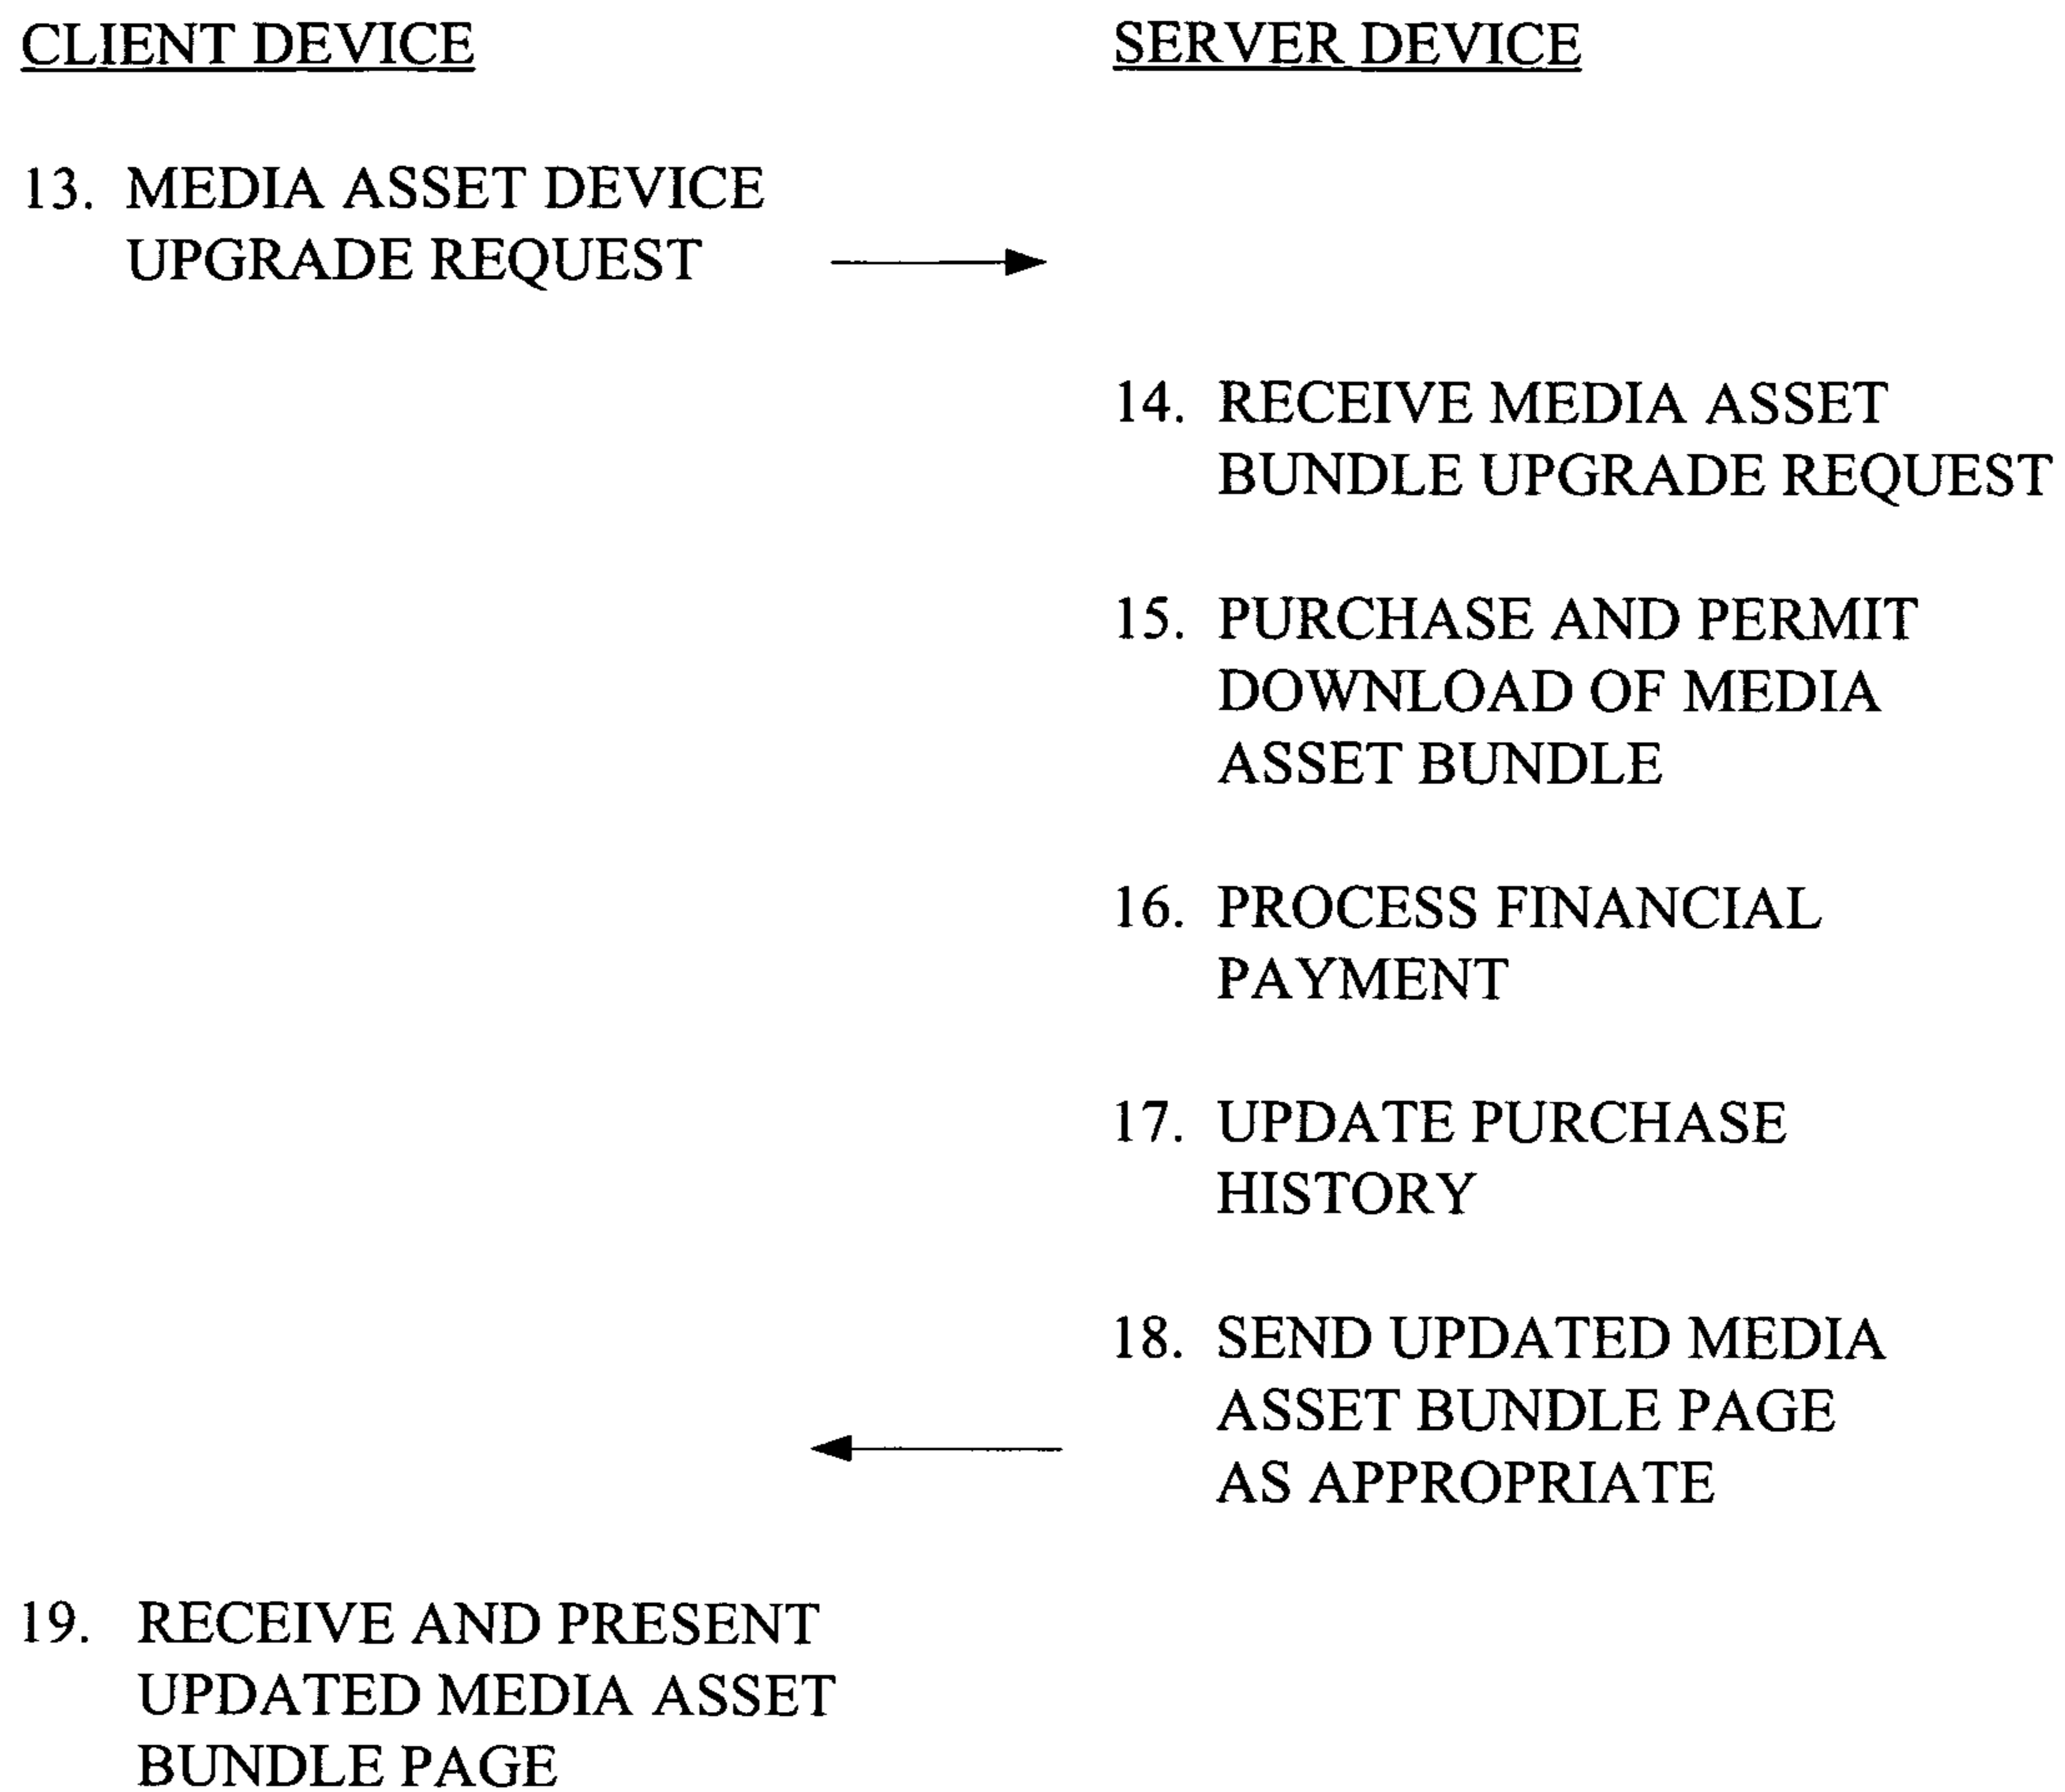 CLIENT DEVICE
SERVER DEVICE
13. MEDIA ASSET DEVICE
UPGRADE REQUEST
14. RECEIVE MEDIA ASSET
BUNDLE UPGRADE REQUEST
15. PURCHASE AND PERMIT
DOWNLOAD OF MEDIA
ASSET BUNDLE
16. PROCESS FINANCIAL
PAYMENT
17. UPDATE PURCHASE
HISTORY
18. SEND UPDATED MEDIA
ASSET BUNDLE PAGE
AS APPROPRIATE
19. RECEIVE AND PRESENT
UPDATED MEDIA ASSET
BUNDLE PAGE